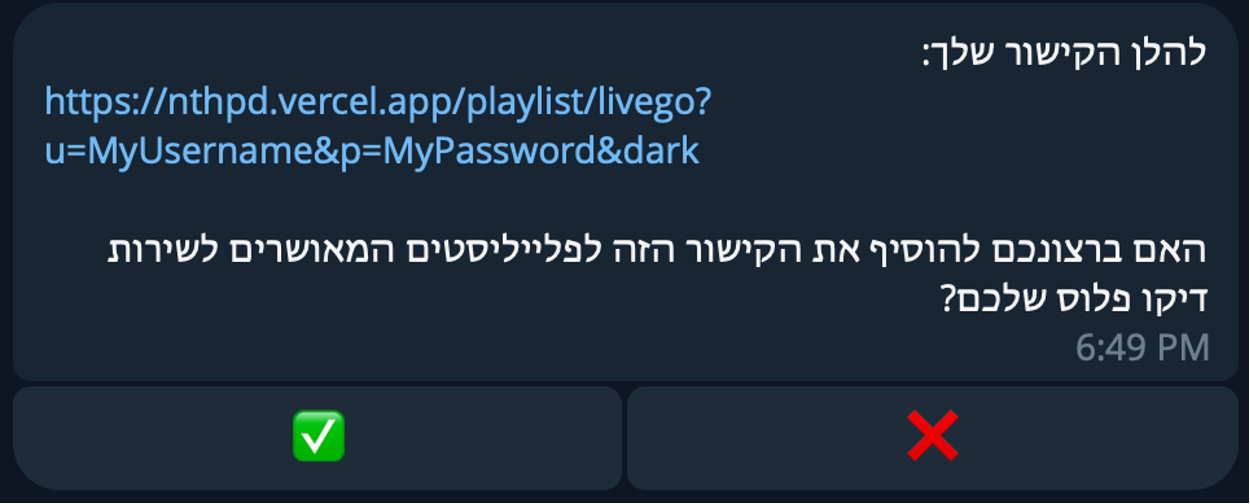 להלן הקישור שלך:
https://nthpd.vercel.app/playlist/livego?
u=MyUsername&p=MyPassword&dark
האם ברצונכם להוסיף את הקישור הזה לפלייליסטים המאושרים לשירות
דיקו פלוס שלכם?
6:49 PM